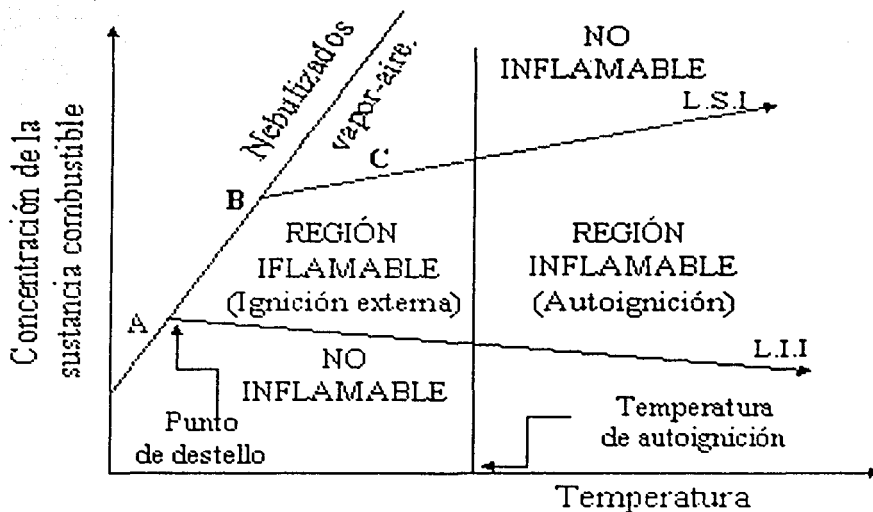 Concentración de la
sustancia combustible
Nebulizados
vapor-aire.
NO
INFLAMABLE
L.S.I
C
B
REGIÓN
IFLAMABLE
(Ignición externa)
REGIÓN
INFLAMABLE
(Autoignición)
A
L.I.I
NO
INFLAMABLE
Punto
de destello
Temperatura
de autoignición
Temperatura